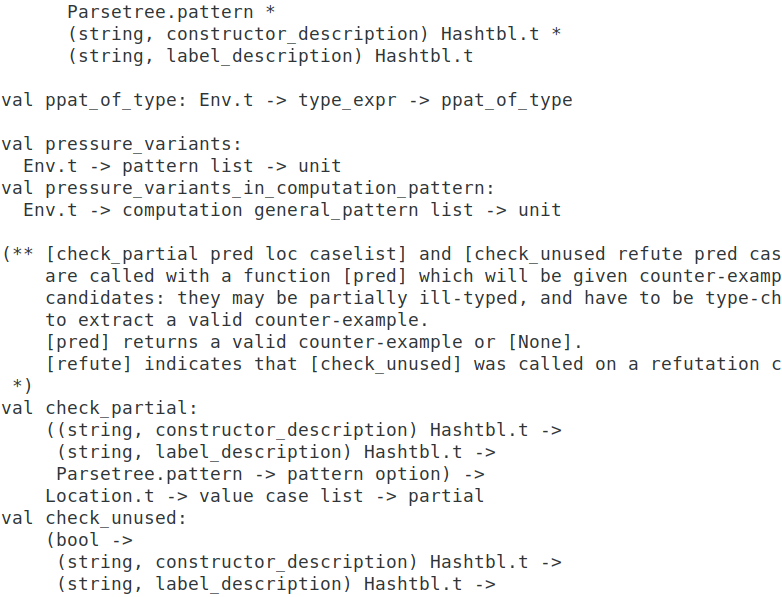 Parsetree.pattern *
(string, constructor_description) Hashtbl.t *
(string, label_description) Hashtbl.t
val ppat_of_type: Env.t -> type_expr -> ppat_of_type
val pressure_variants:
Env.t -> pattern list -> unit
val pressure_variants_in_computation_pattern:
Env.t -> computation general_pattern list -> unit
(** [check_partial pred loc caselist] and [check_unused refute pred cas
are called with a function [pred] which will be given counter-examp
candidates: they may be partially ill-typed, and have to be type-ch
to extract a valid counter-example.
[pred] returns a valid counter-example or [None].
[refute] indicates that [check_unused] was called on a refutation c
*)
val check_partial:
((string, constructor_description) Hashtbl.t ->
(string, label_description) Hashtbl.t ->
Parsetree.pattern -> pattern option) ->
Location.t -> value case list -> partial
val check_unused:
(bool ->
(string, constructor_description) Hashtbl.t ->
(string, label_description) Hashtbl.t ->